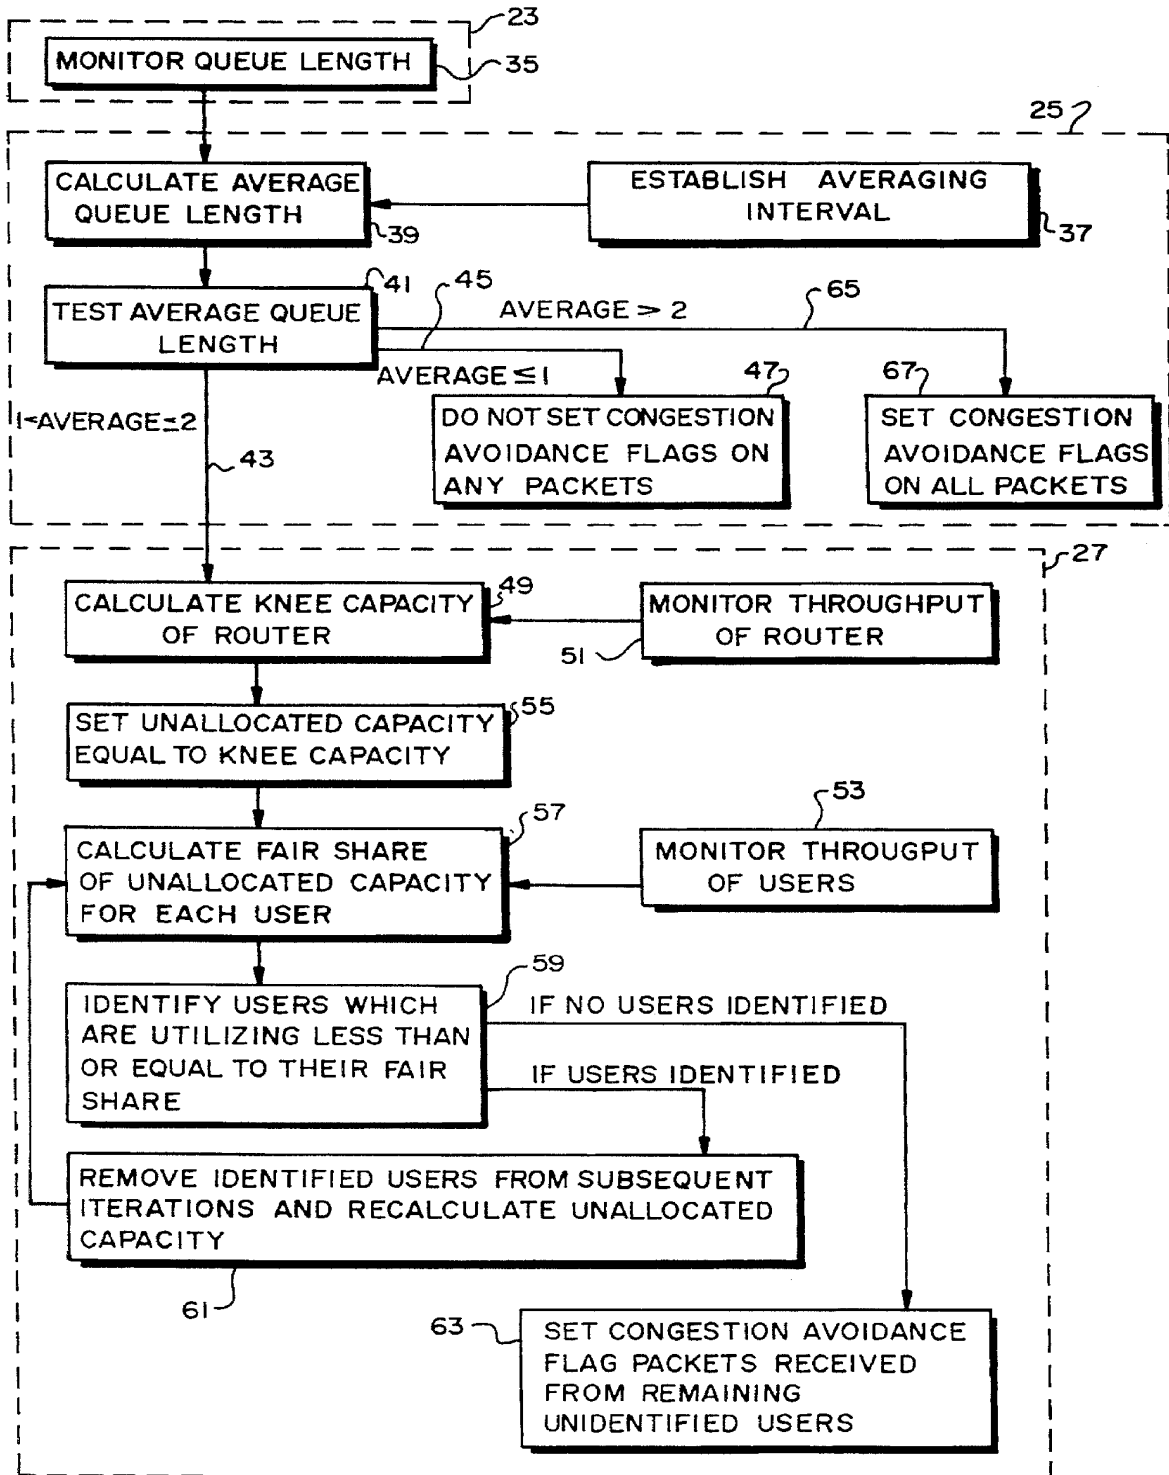 23
MONITOR QUEUE LENGTH
35
25
CALCULATE AVERAGE
QUEUE LENGTH
39
ESTABLISH AVERAGING
INTERVAL
37
41
TEST AVERAGE QUEUE
LENGTH
45
AVERAGE > 2
65
AVERAGE ≤ 1
47
67
1<AVERAGE≤2
43
DO NOT SET CONGESTION
AVOIDANCE FLAGS ON
ANY PACKETS
SET CONGESTION
AVOIDANCE FLAGS
ON ALL PACKETS
27
CALCULATE KNEE CAPACITY
OF ROUTER
49
MONITOR THROUGHPUT
OF ROUTER
51
SET UNALLOCATED CAPACITY
EQUAL TO KNEE CAPACITY
55
57
53
CALCULATE FAIR SHARE
OF UNALLOCATED CAPACITY
FOR EACH USER
MONITOR THROUGPUT
OF USERS
59
IDENTIFY USERS WHICH
ARE UTILIZING LESS THAN
OR EQUAL TO THEIR FAIR
SHARE
IF NO USERS IDENTIFIED
IF USERS IDENTIFIED
REMOVE IDENTIFIED USERS FROM SUBSEQUENT
ITERATIONS AND RECALCULATE UNALLOCATED
CAPACITY
61
63
SET CONGESTION AVOIDANCE
FLAG PACKETS RECEIVED
FROM REMAINING
UNIDENTIFIED USERS